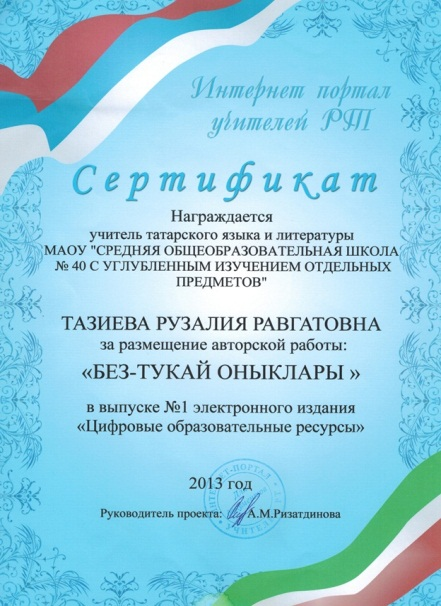 Интернет портал
учителей РТ
Сертификат
Награждается
учитель татарского языка и литературы
МАОУ "СРЕДНЯЯ ОБЩЕОБРАЗОВАТЕЛЬНАЯ ШКОЛА
№ 40 С УГЛУБЛЕННЫМ ИЗУЧЕНИЕМ ОТДЕЛЬНЫХ
ПРЕДМЕТОВ"
ТАЗИЕВА РУЗАЛИЯ РАВГАТОВНА
за размещение авторской работы:
«БЕЗ-ТУКАЙ ОНЫКЛАРЫ »
в выпуске №1 электронного издания
«Цифровые образовательные ресурсы»
2013 год
Руководитель проекта: А.М.Ризатдинова